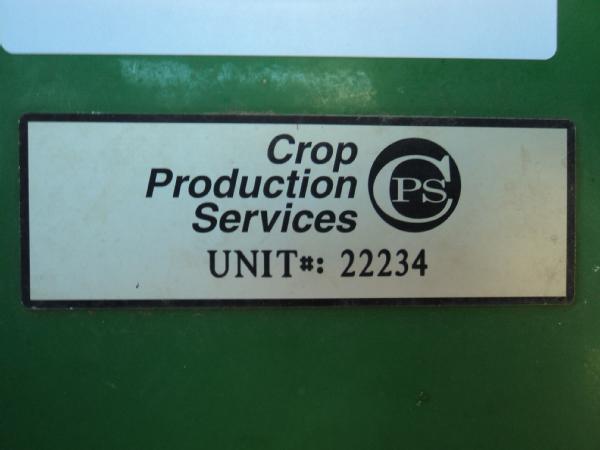 Crop
Production
Services
CPS
UNIT#: 22234